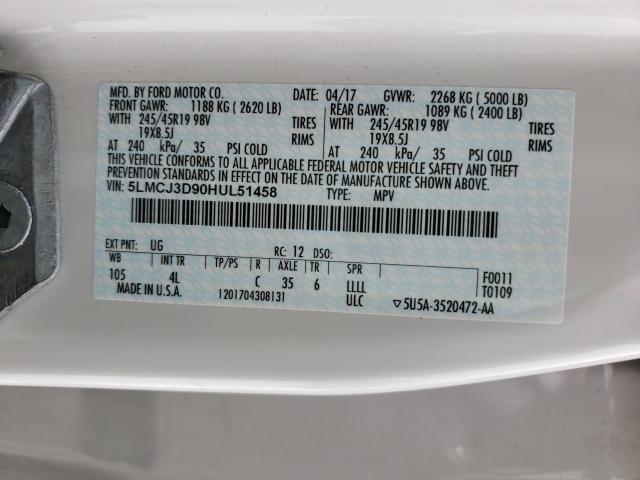 MFD. BY FORD MOTOR CO. DATE: 04/17 GVWR: 2268 KG ( 5000 LB)
FRONT GAWR: 1188 KG ( 2620 LB) REAR GAWR: 1089 KG ( 2400 LB)
WITH 245/45R19 98V TIRES WITH 245/45R19 98V TIRES
19X8.5J RIMS 19X8.5J RIMS
AT 240 kPa/ 35 PSI COLD AT 240 kPa/ 35 PSI COLD
THIS VEHICLE CONFORMS TO ALL APPLICABLE FEDERAL MOTOR VEHICLE SAFETY AND THEFT
PREVENTION STANDARDS IN EFFECT ON THE DATE OF MANUFACTURE SHOWN ABOVE.
VIN: 5LMCJ3D90HUL51458 TYPE: MPV
EXT PNT: UG RC: 12 DSO:
WB INT TR TP/PS R AXLE TR SPR F0011
105 4L C 35 6 LLLL T0109
MADE IN U.S.A. 1201704308131 ULC ▽5U5A-3520472-AA